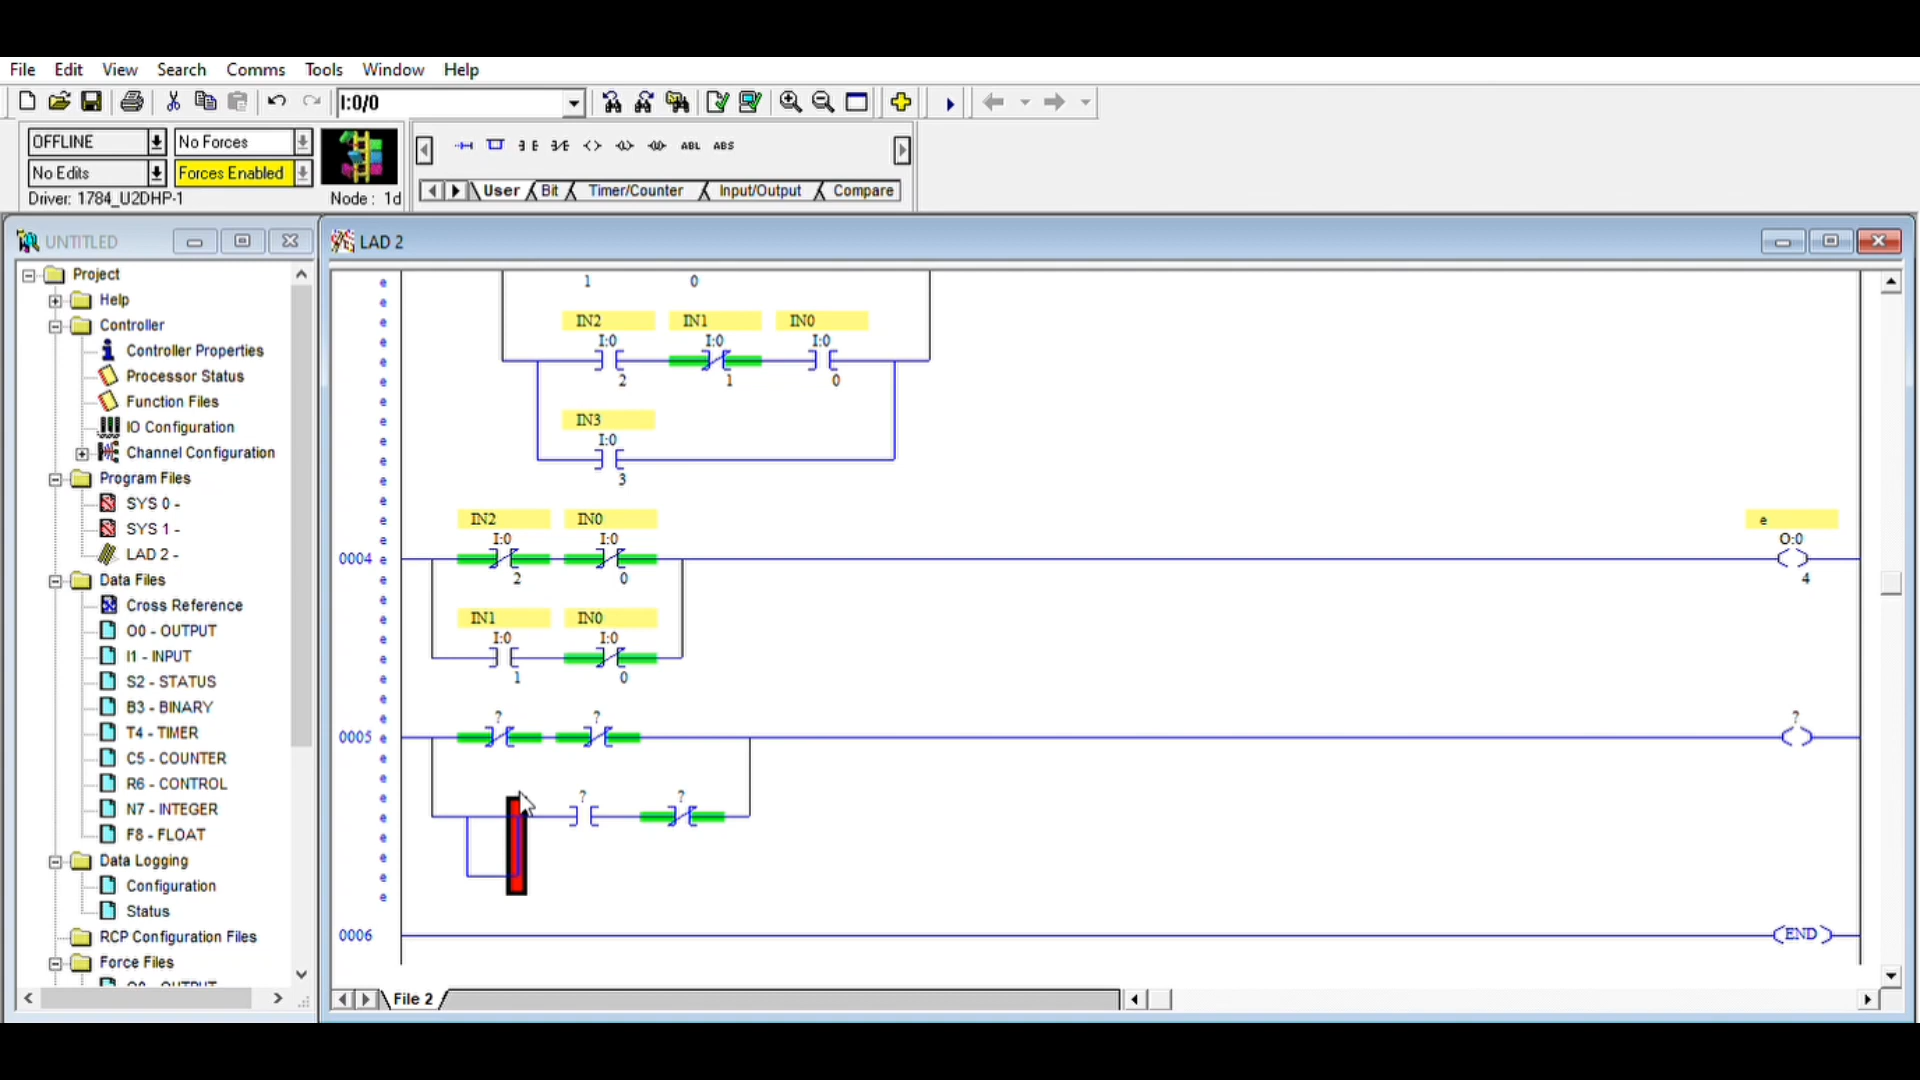 File Edit View Search Comms Tools Window Help
I:0/0
OFFLINE No Forces
No Edits Forces Enabled
Driver: 1784_U2DHP-1 Node : 1d
ABL ABS
User Bit Timer/Counter Input/Output Compare
UNTITLED
Project
Help
Controller
Controller Properties
Processor Status
Function Files
IO Configuration
Channel Configuration
Program Files
SYS 0 -
SYS 1 -
LAD 2 -
Data Files
Cross Reference
O0 - OUTPUT
I1 - INPUT
S2 - STATUS
B3 - BINARY
T4 - TIMER
C5 - COUNTER
R6 - CONTROL
N7 - INTEGER
F8 - FLOAT
Data Logging
Configuration
Status
RCP Configuration Files
Force Files
LAD 2
e
1 0
e
e IN2 IN1 IN0
e I:0 I:0 I:0
e
e 2 1 0
e
e IN3
e I:0
e
e 3
e
e IN2 IN0 e
e I:0 I:0 O:0
0004 e
e 2 0 4
e
e IN1 IN0
e I:0 I:0
e
e 1 0
e
e ? ? ?
0005 e
e
e
e ? ?
e
e
e
e
e
0006 END
File 2